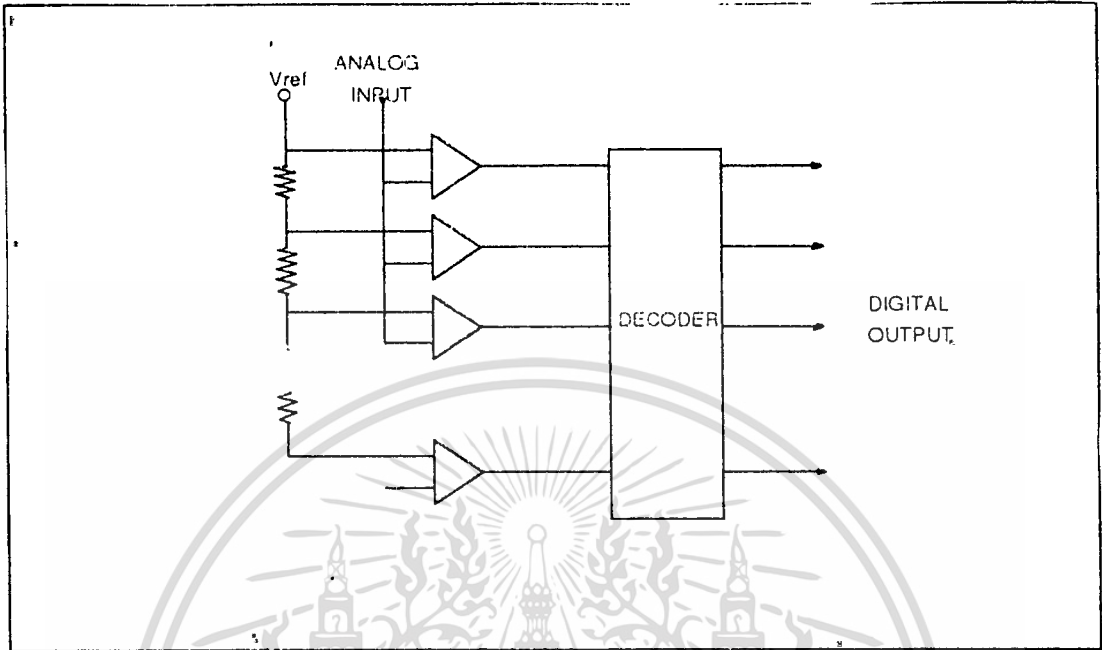 Vref
ANALOG
INPUT
DECODER
DIGITAL
OUTPUT